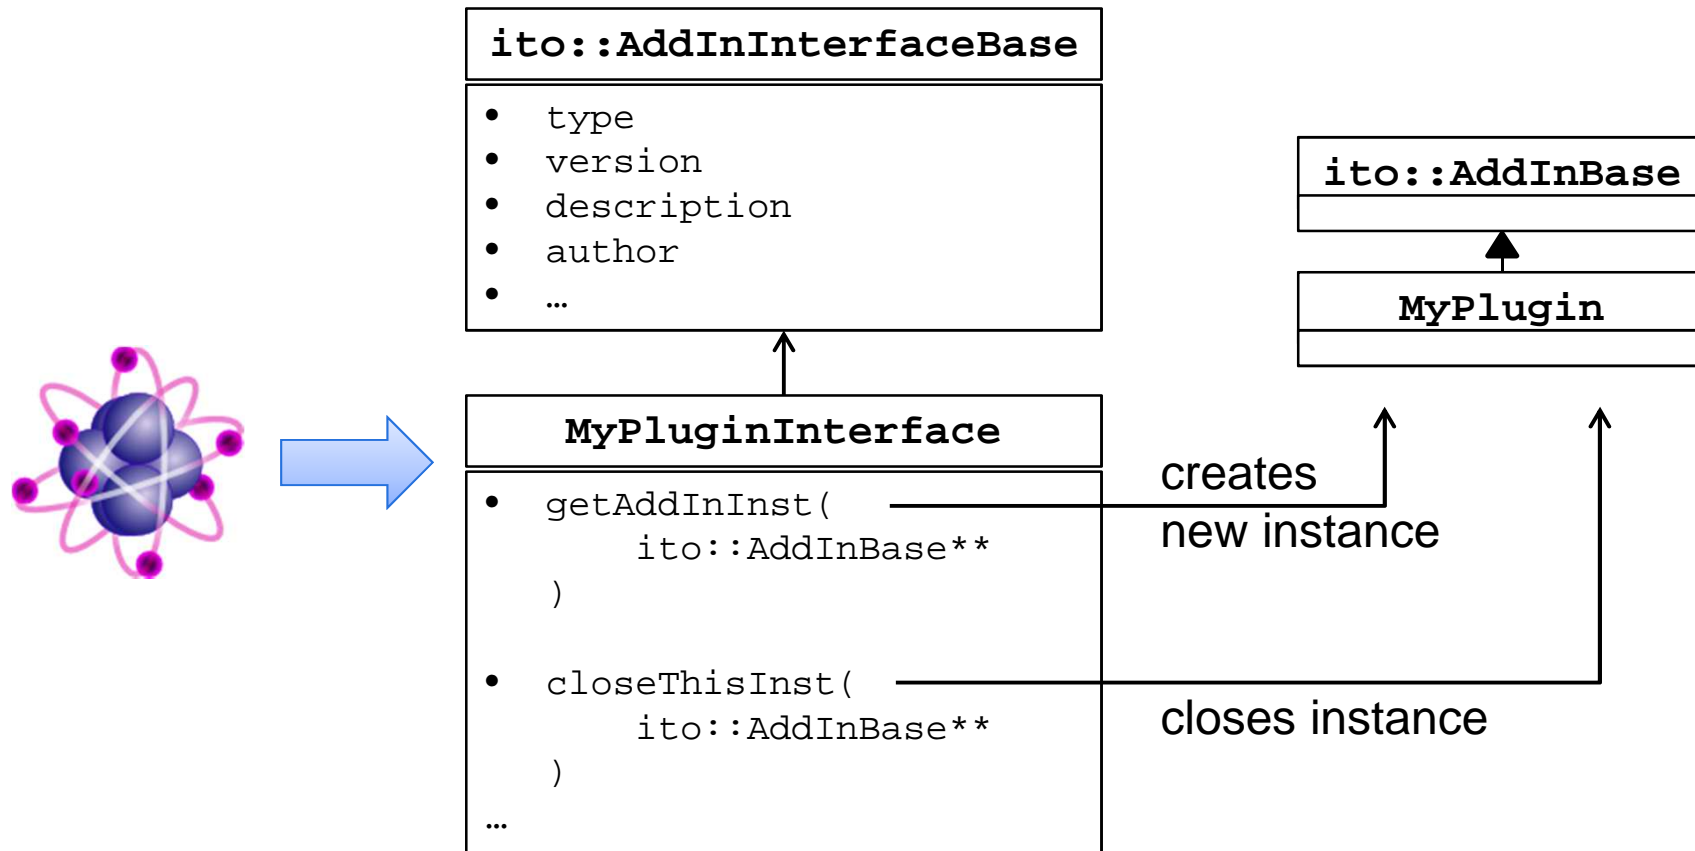 ito::AddInInterfaceBase
• type
• version
• description
• author
• …
ito::AddInBase
MyPlugin
MyPluginInterface
• getAddInInst(
ito::AddInBase**
)
• closeThisInst(
ito::AddInBase**
)
…
creates
new instance
closes instance